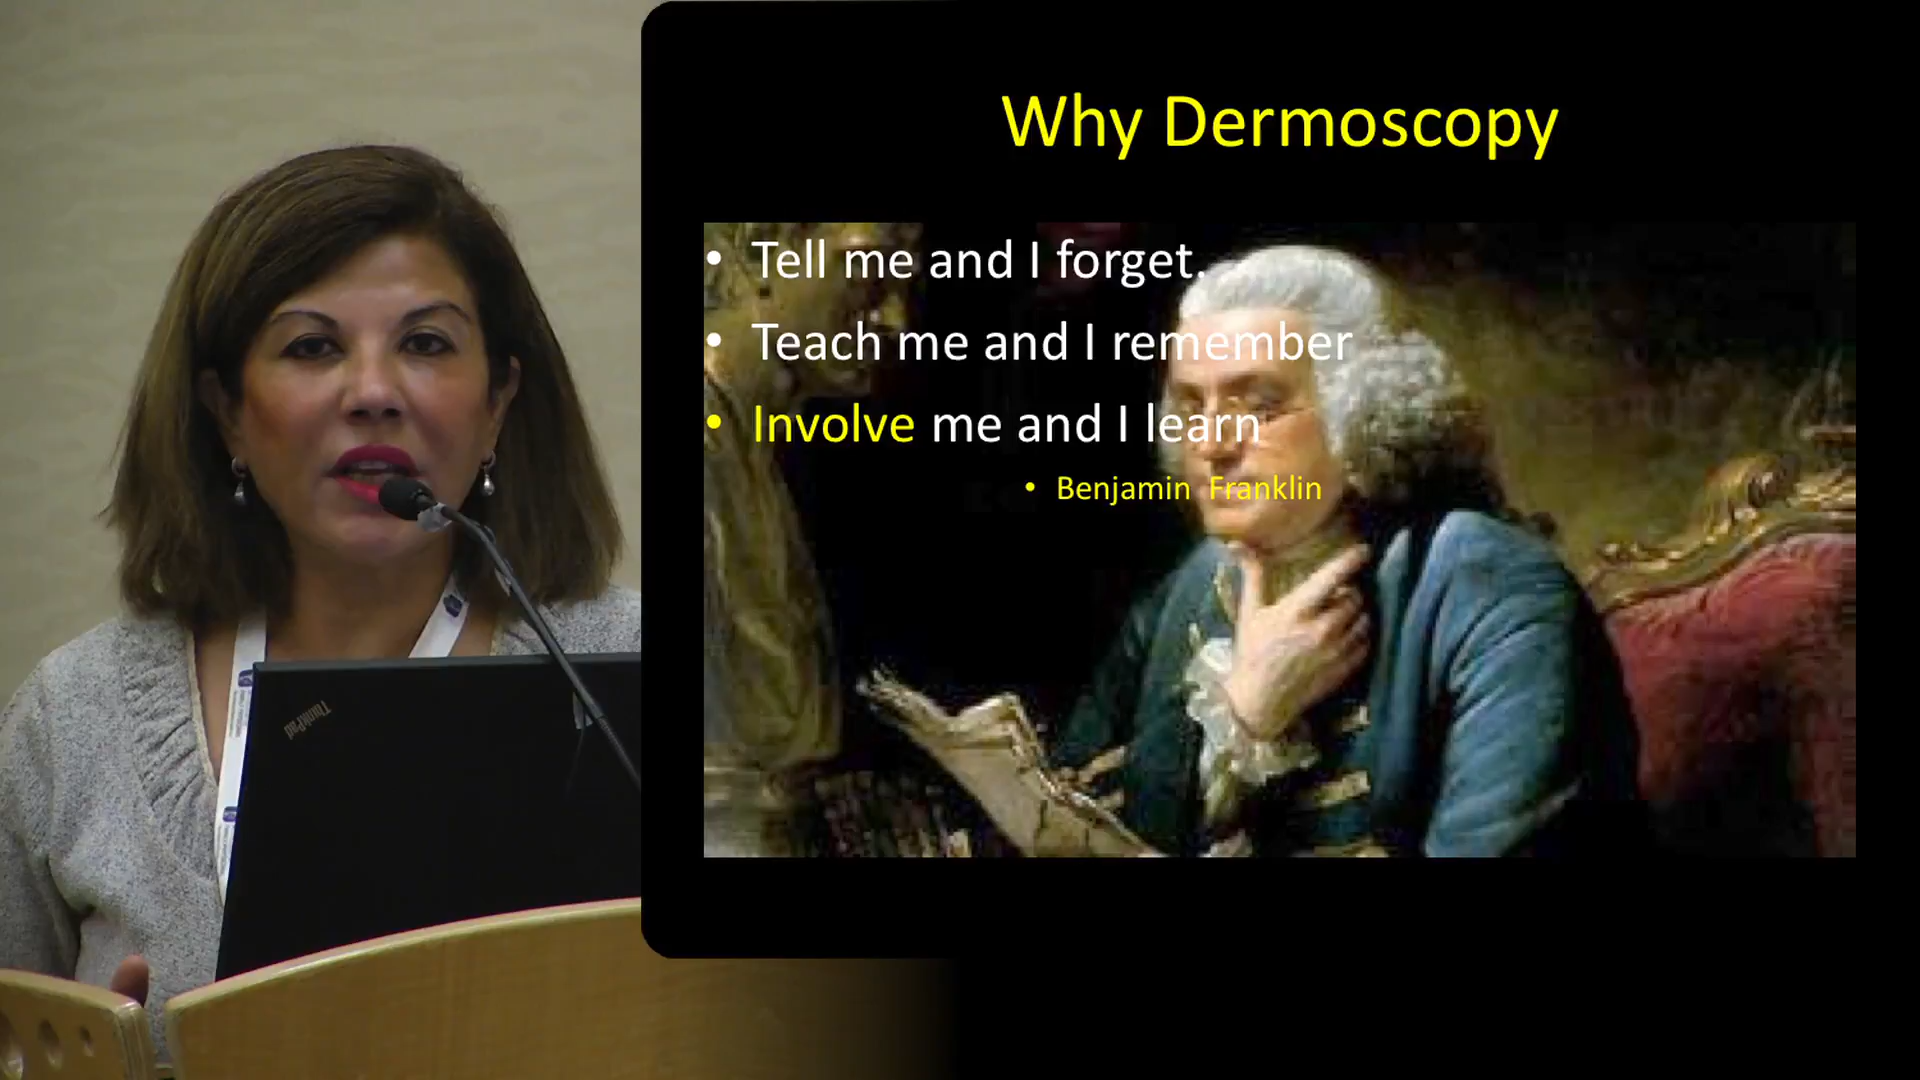 Why Dermoscopy
• Tell me and I forget.
• Teach me and I remember
• Involve me and I learn
• Benjamin Franklin
ThinkPad